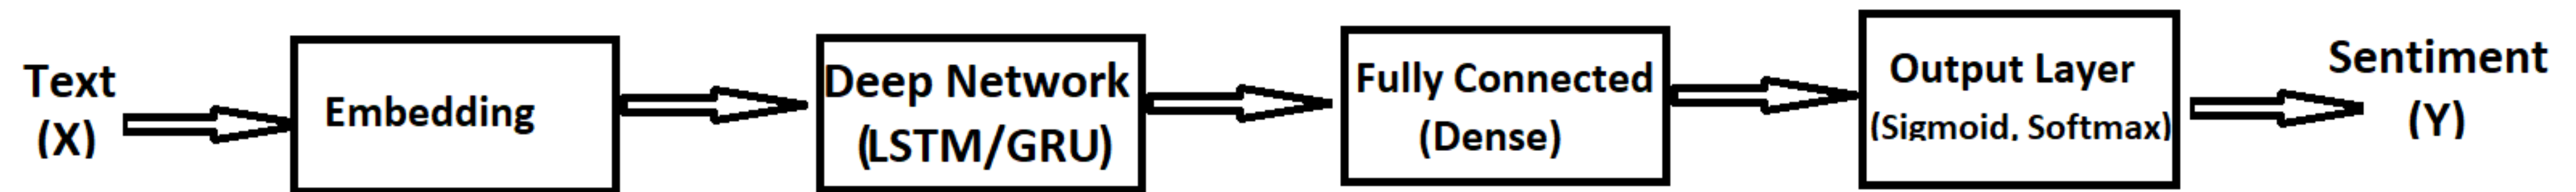 Text
(X)
Embedding
Deep Network
(LSTM/GRU)
Fully Connected
(Dense)
Output Layer
(Sigmoid, Softmax)
Sentiment
(Y)